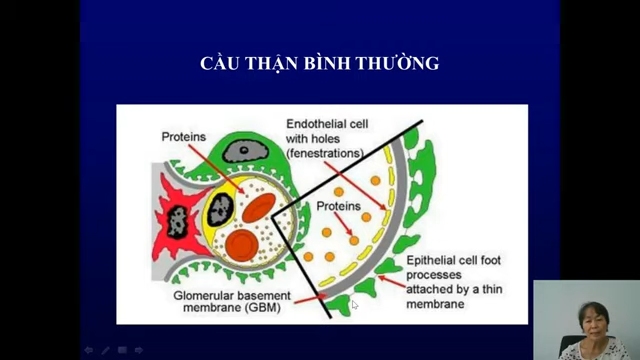 CẦU THẬN BÌNH THƯỜNG
Proteins
Endothelial cell
with holes
(fenestrations)
Proteins
Epithelial cell foot
processes
attached by a thin
membrane
Glomerular basement
membrane (GBM)